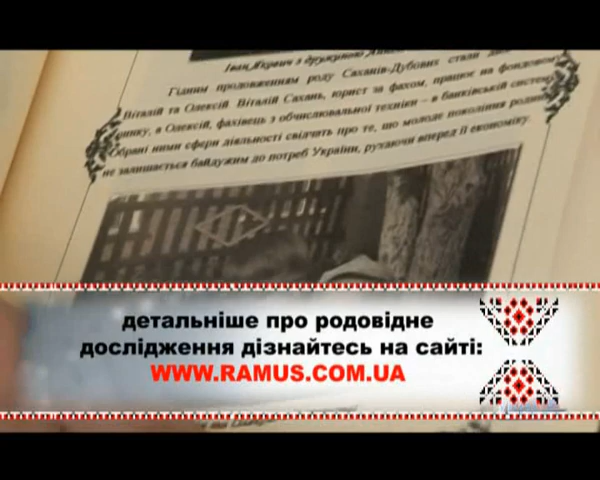 Іван Якович з дружиною
Гідним продовженням роду Саханів-Дубових стали
Віталій та Олексій. Віталій Сахань, юрист за фахом, працює на фондовому
ринку, а Олексій, фахівець з обчислювальної техніки – в банківській системі.
Обрані ними сфери діяльності свідчать про те, що молоде покоління родини
не залишається байдужим до потреб України, рухаючи вперед її економіку.
детальніше про родовідне
дослідження дізнайтесь на сайті:
WWW.RAMUS.COM.UA